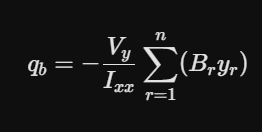 q_b = -\frac{V_y}{I_{xx}} \sum_{r=1}^{n} (B_r y_r)